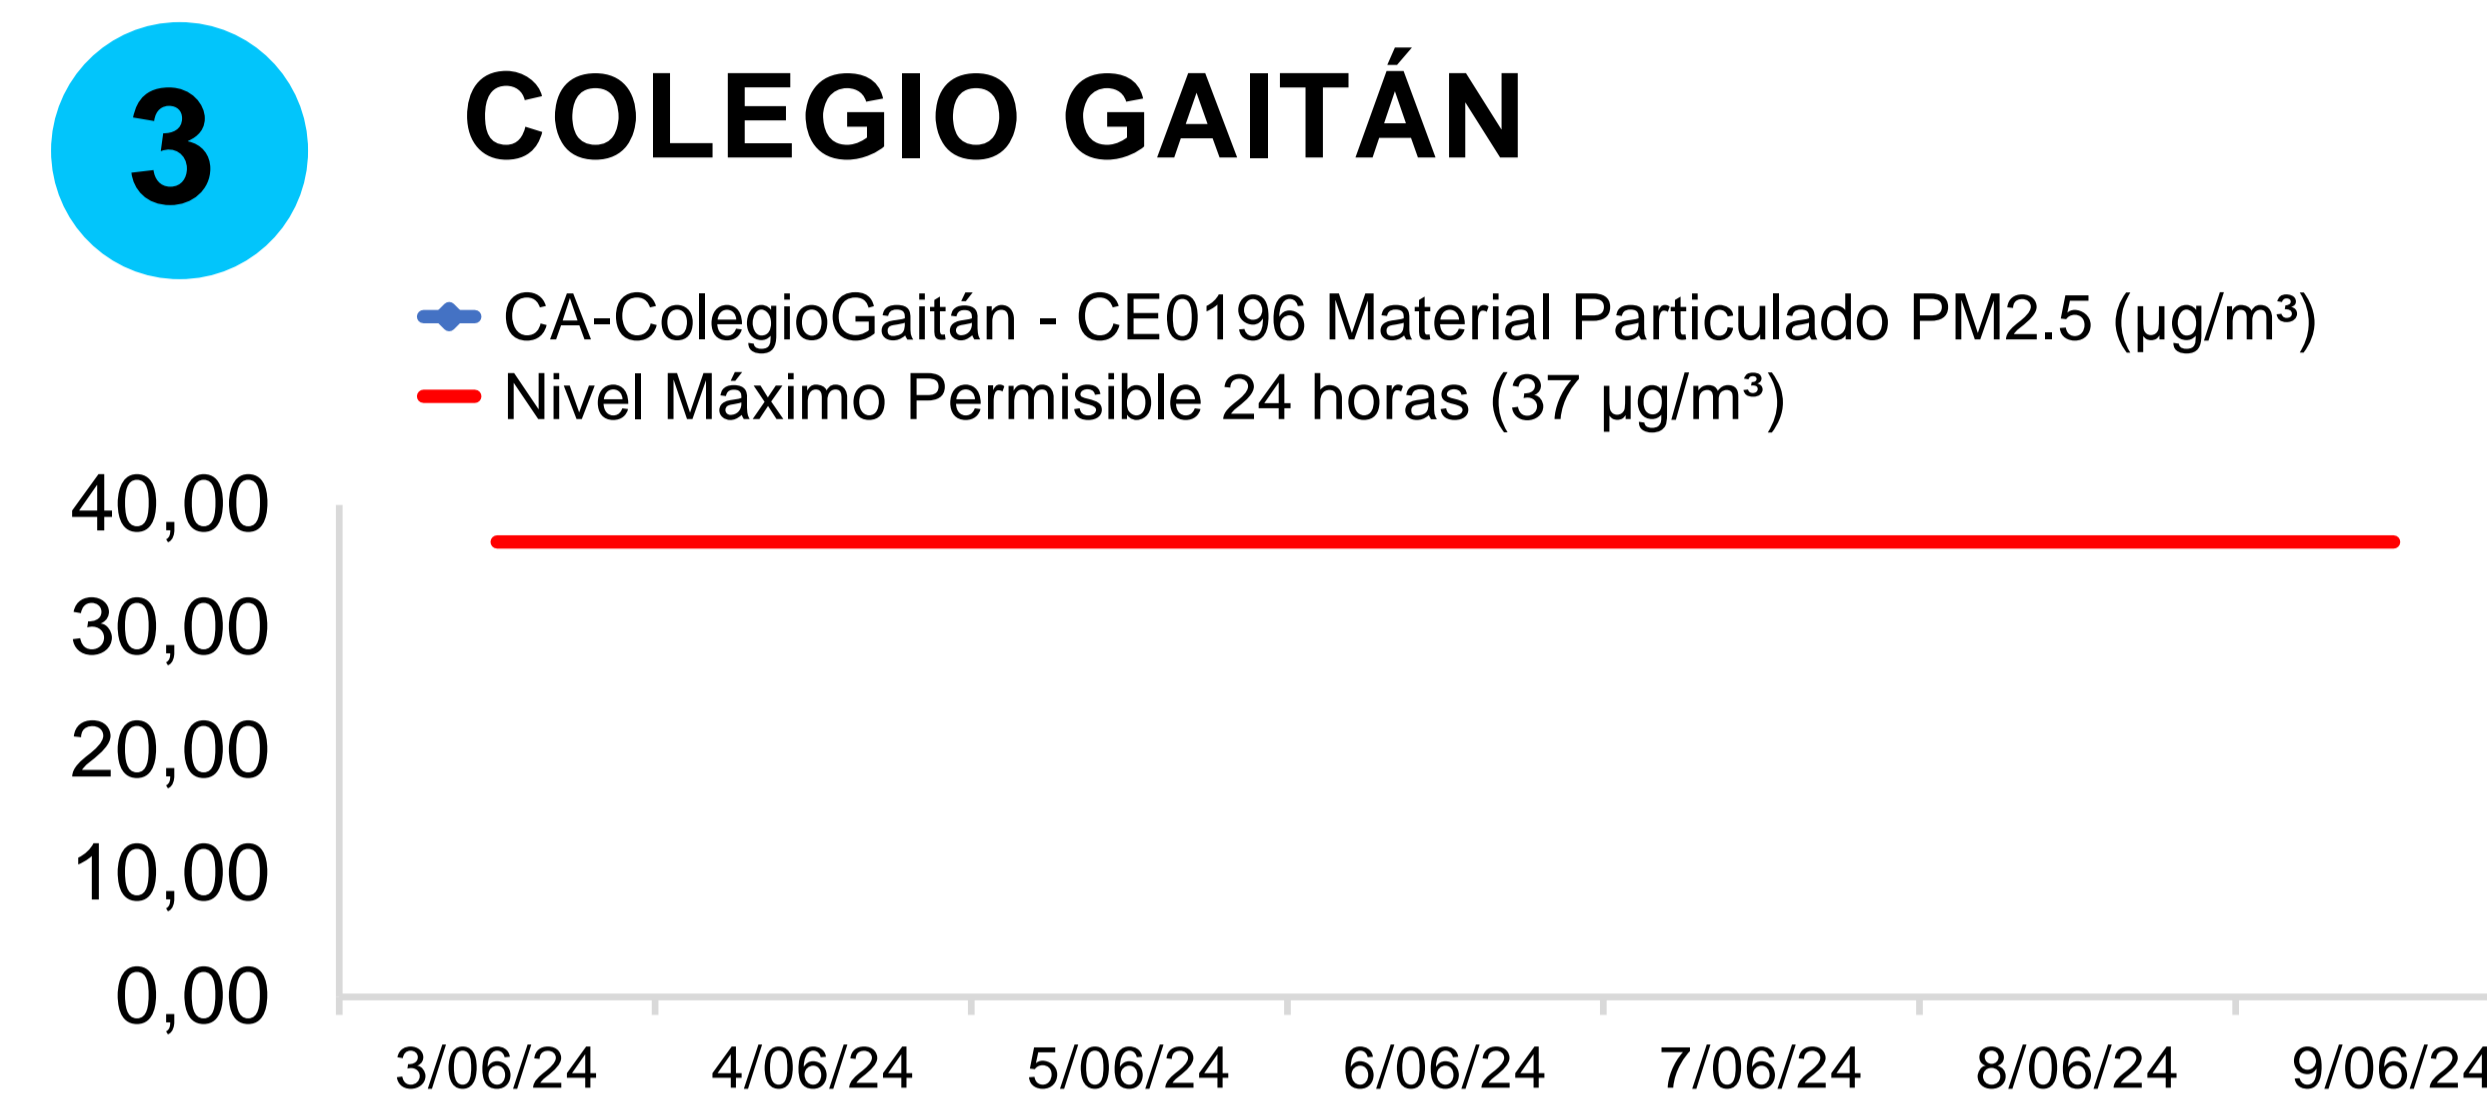 3
COLEGIO GAITÁN
CA-ColegioGaitán - CE0196 Material Particulado PM2.5 (µg/m³)
Nivel Máximo Permisible 24 horas (37 µg/m³)
40,00
30,00
20,00
10,00
0,00
3/06/24 4/06/24 5/06/24 6/06/24 7/06/24 8/06/24 9/06/24